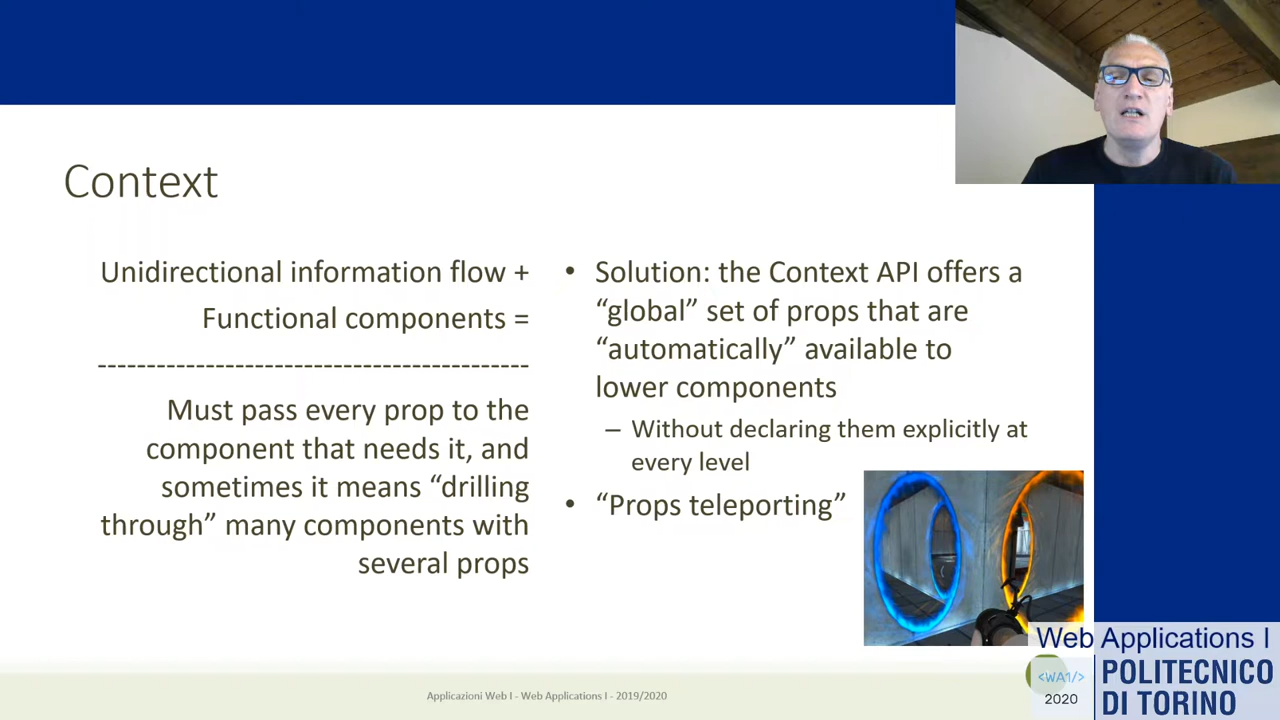 Context
Unidirectional information flow +
Functional components =
--------------------------------------------
Must pass every prop to the
component that needs it, and
sometimes it means “drilling
through” many components with
several props
• Solution: the Context API offers a
“global” set of props that are
“automatically” available to
lower components
– Without declaring them explicitly at
every level
• “Props teleporting”
Applicazioni Web I - Web Applications I - 2019/2020
Web Applications I
<WA1/>
2020
POLITECNICO
DI TORINO